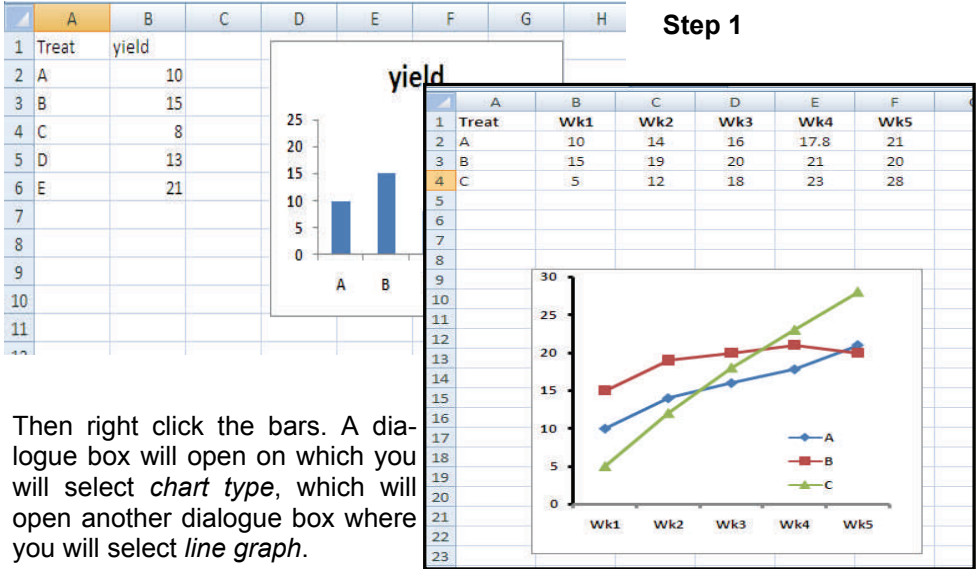 Step 1
A B C D E F G H
1 Treat yield
2 A 10
3 B 15
4 C 8
5 D 13
6 E 21
7
8
9
10
11
yield
25
20
15
10
5
0
A B
A B C D E F
1 Treat Wk1 Wk2 Wk3 Wk4 Wk5
2 A 10 14 16 17.8 21
3 B 15 19 20 21 20
4 C 5 12 18 23 28
5
6
7
8
9
10
11
12
13
14
15
16
17
18
19
20
21
22
23
30
25
20
15
10
5
0
A
B
C
Wk1 Wk2 Wk3 Wk4 Wk5
Then right click the bars. A dia-
logue box will open on which you
will select chart type, which will
open another dialogue box where
you will select line graph.